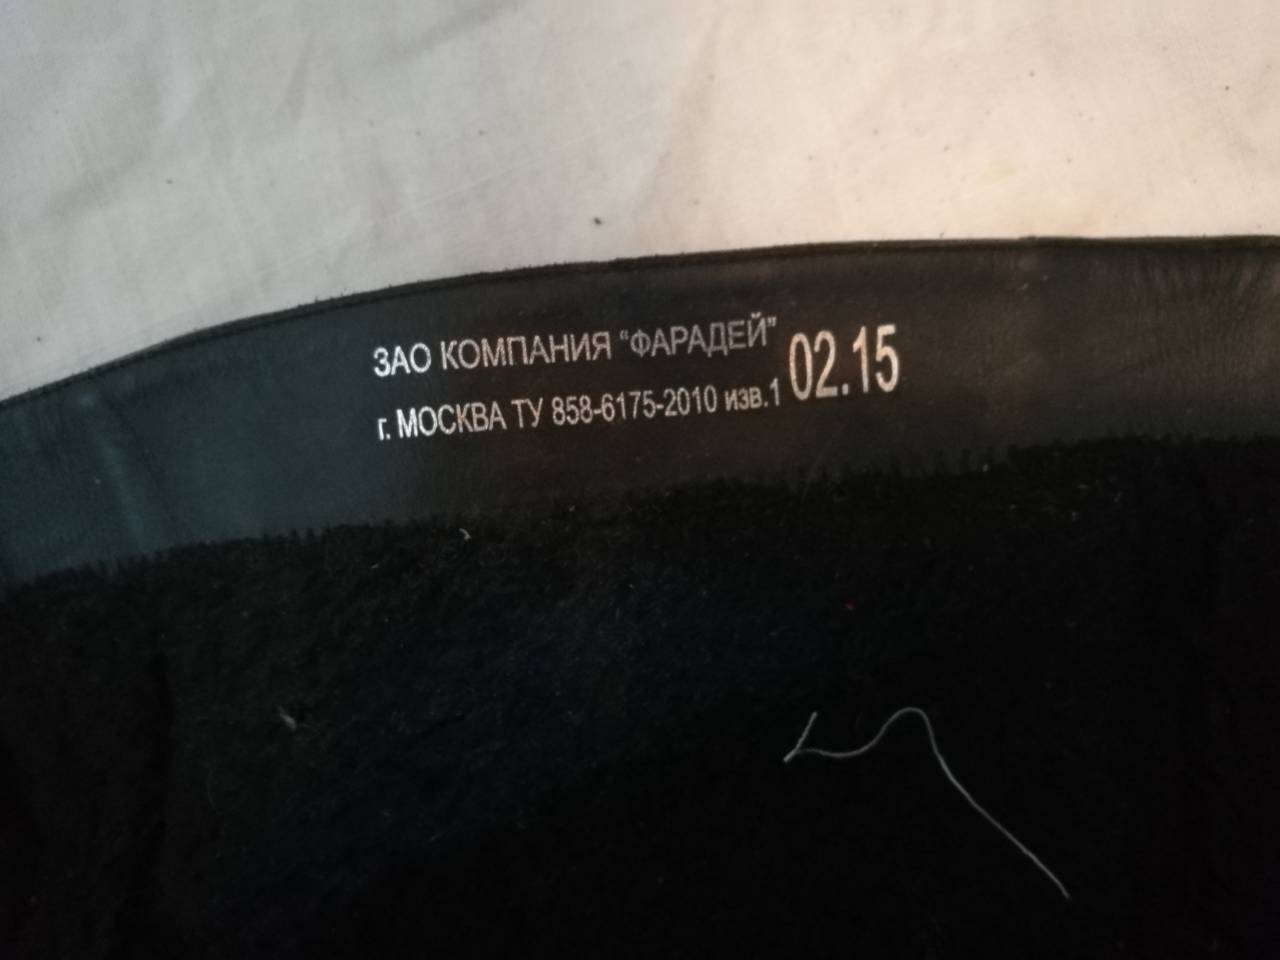 ЗАО КОМПАНИЯ "ФАРАДЕЙ"
г. МОСКВА ТУ 858-6175-2010 изв.1
02.15